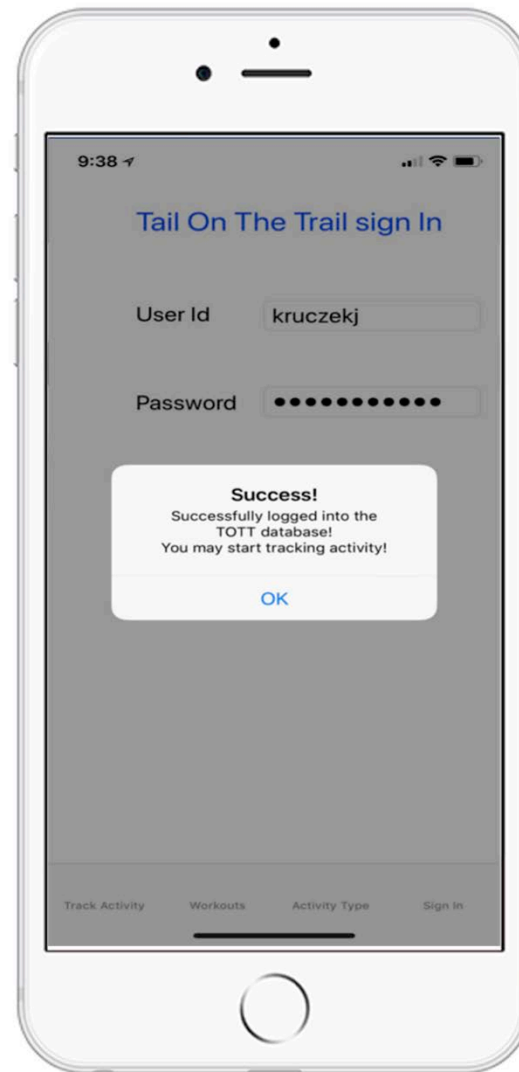 9:38
Tail On The Trail sign In
User Id kruczekj
Password ●●●●●●●●●●●
Success!
Successfully logged into the
TOTT database!
You may start tracking activity!
OK
Track Activity Workouts Activity Type Sign In